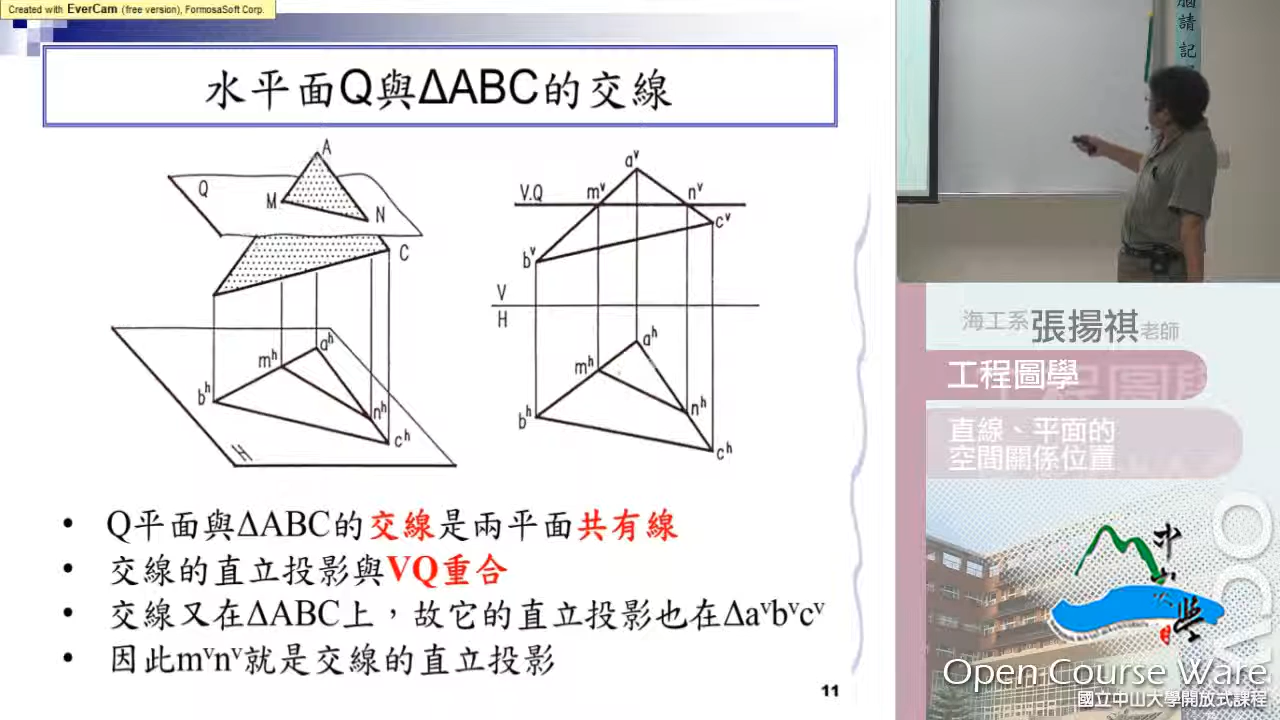 Created with EverCam (free version), FormosaSoft Corp.
水平面Q與ΔABC的交線
A
Q
M
N
C
aʰ
mʰ
bʰ
nʰ
cʰ
H
aᵛ
V.Q
mᵛ
nᵛ
cᵛ
bᵛ
V
H
aʰ
mʰ
nʰ
bʰ
cʰ
• Q平面與ΔABC的交線是兩平面共有線
• 交線的直立投影與VQ重合
• 交線又在ΔABC上，故它的直立投影也在Δaᵛbᵛcᵛ
• 因此mᵛnᵛ就是交線的直立投影
11
請
記
海工系張揚祺老師
工程圖學
直線、平面的
空間關係位置
中山大學
Open Course Ware
國立中山大學開放式課程